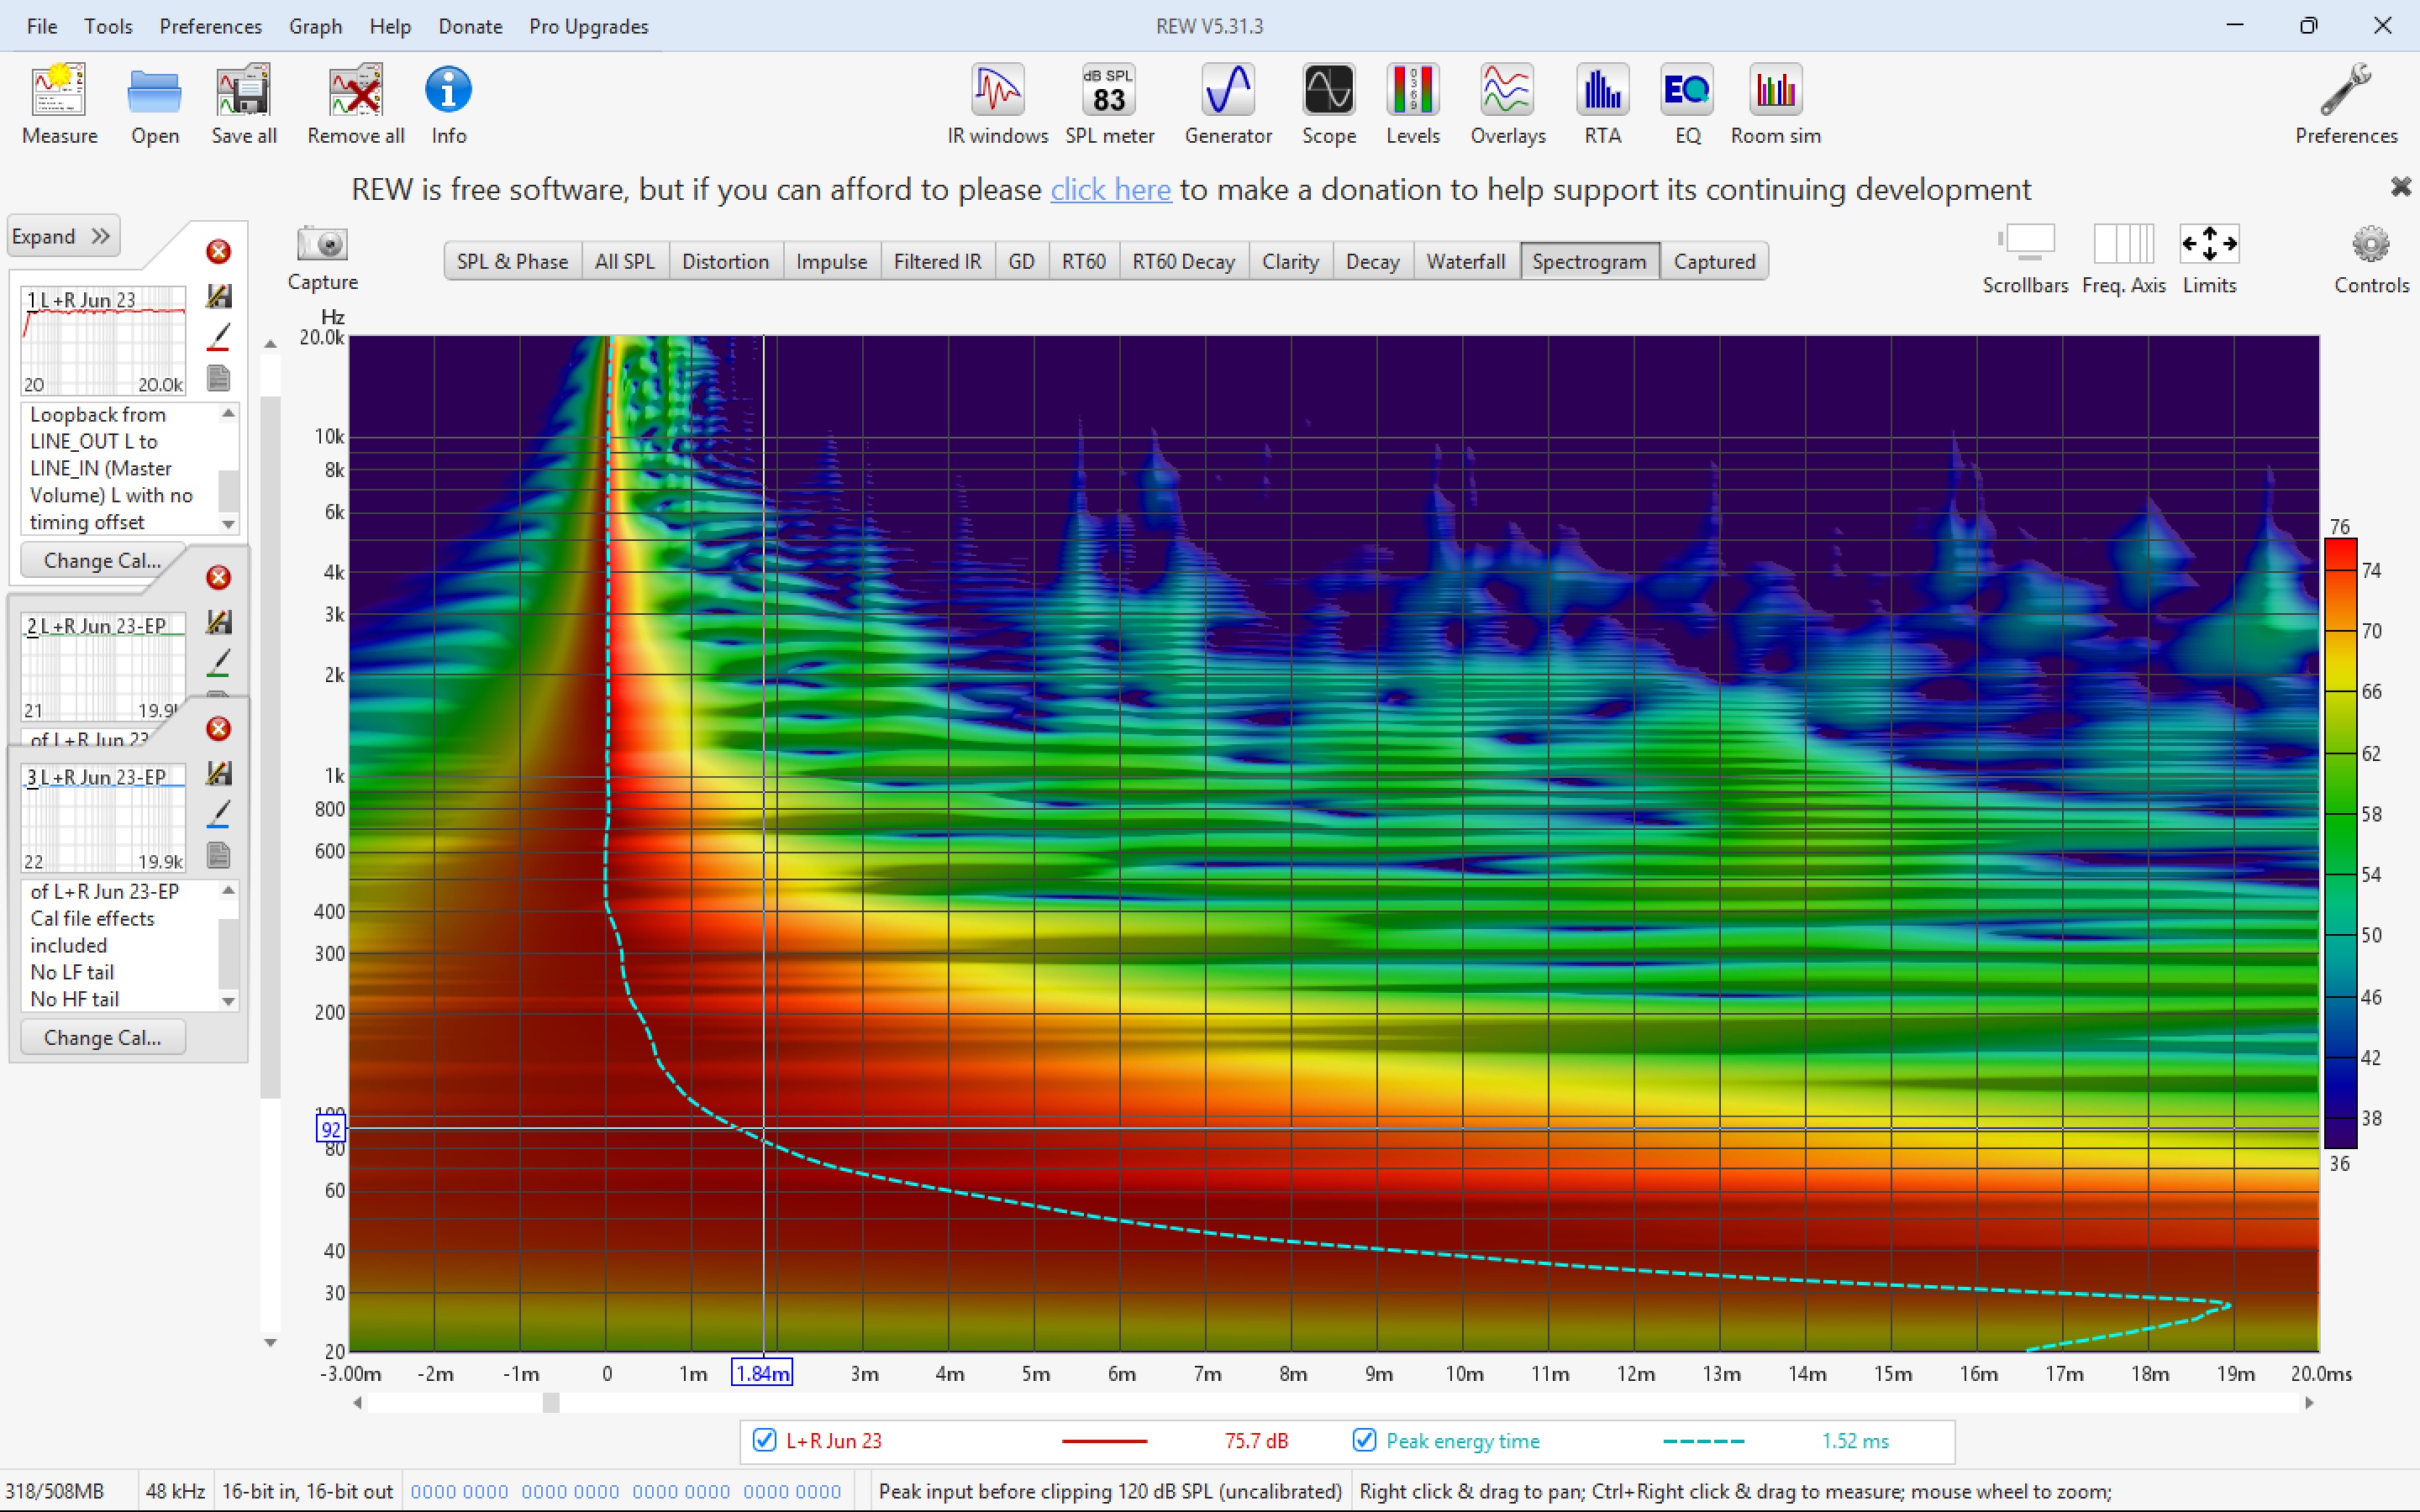 File Tools Preferences Graph Help Donate Pro Upgrades
REW V5.31.3
Measure Open Save all Remove all Info
dB SPL
83
0 3 6 9
EQ
IR windows SPL meter Generator Scope Levels Overlays RTA EQ Room sim
Preferences
REW is free software, but if you can afford to please click here to make a donation to help support its continuing development
Expand
Capture
SPL & Phase All SPL Distortion Impulse Filtered IR GD RT60 RT60 Decay Clarity Decay Waterfall Spectrogram Captured
Scrollbars Freq. Axis Limits Controls
1 L+R Jun 23
20 20.0k
Loopback from
LINE_OUT L to
LINE_IN (Master
Volume) L with no
timing offset
Change Cal...
2 L+R Jun 23-EP
21
of L+R Jun 23
3 L+R Jun 23-EP
22 19.9k
of L+R Jun 23-EP
Cal file effects
included
No LF tail
No HF tail
Change Cal...
Hz
20.0k
10k
8k
6k
4k
3k
2k
1k
800
600
400
300
200
100
92
80
60
40
30
20
-3.00m -2m -1m 0 1m 1.84m 3m 4m 5m 6m 7m 8m 9m 10m 11m 12m 13m 14m 15m 16m 17m 18m 19m 20.0ms
76
74
70
66
62
58
54
50
46
42
38
36
L+R Jun 23 75.7 dB Peak energy time 1.52 ms
318/508MB 48 kHz 16-bit in, 16-bit out 0000 0000 0000 0000 0000 0000 0000 0000 Peak input before clipping 120 dB SPL (uncalibrated) Right click & drag to pan; Ctrl+Right click & drag to measure; mouse wheel to zoom;